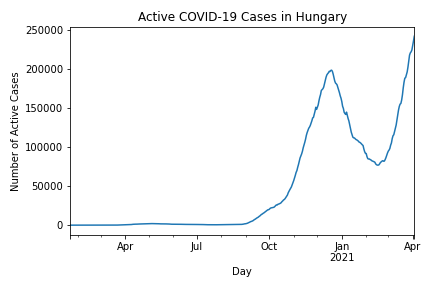 Active COVID-19 Cases in Hungary
250000
200000
150000
100000
50000
0
Number of Active Cases
Apr
Jul
Oct
Jan
2021
Apr
Day